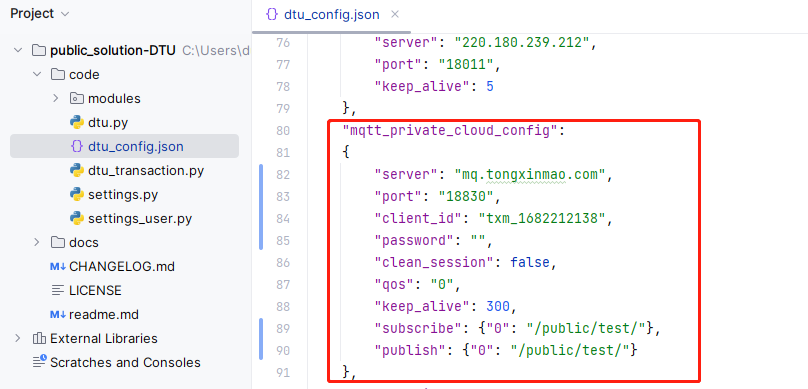 Project
public_solution-DTU C:\Users\d
code
modules
dtu.py
dtu_config.json
dtu_transaction.py
settings.py
settings_user.py
docs
CHANGELOG.md
LICENSE
readme.md
External Libraries
Scratches and Consoles
dtu_config.json
76 "server": "220.180.239.212",
77 "port": "18011",
78 "keep_alive": 5
79 },
80 "mqtt_private_cloud_config":
81 {
82 "server": "mq.tongxinmao.com",
83 "port": "18830",
84 "client_id": "txm_1682212138",
85 "password": "",
86 "clean_session": false,
87 "qos": "0",
88 "keep_alive": 300,
89 "subscribe": {"0": "/public/test/"},
90 "publish": {"0": "/public/test/"}
91 },